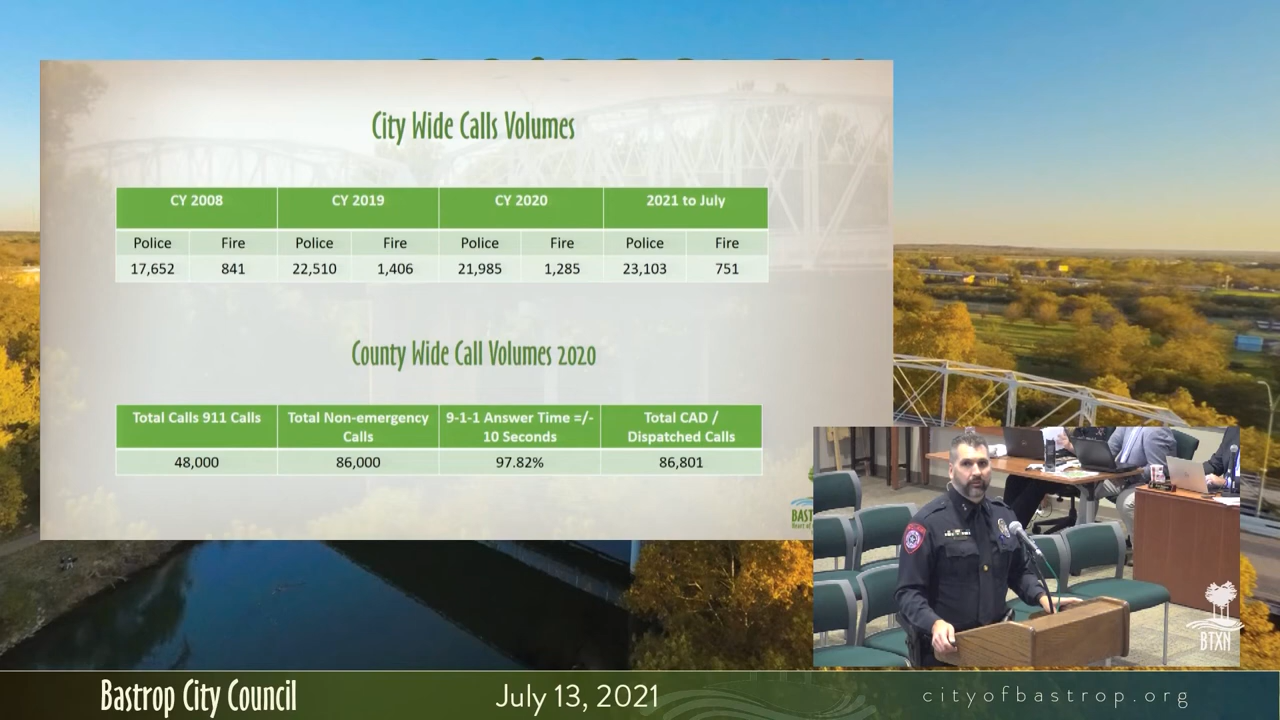 City Wide Calls Volumes
CY 2008 CY 2019 CY 2020 2021 to July
Police Fire Police Fire Police Fire Police Fire
17,652 841 22,510 1,406 21,985 1,285 23,103 751
County Wide Call Volumes 2020
Total Calls 911 Calls Total Non-emergency 9-1-1 Answer Time =/- Total CAD /
Calls 10 Seconds Dispatched Calls
48,000 86,000 97.82% 86,801
BAST
BTXN
Bastrop City Council July 13, 2021 cityofbastrop.org